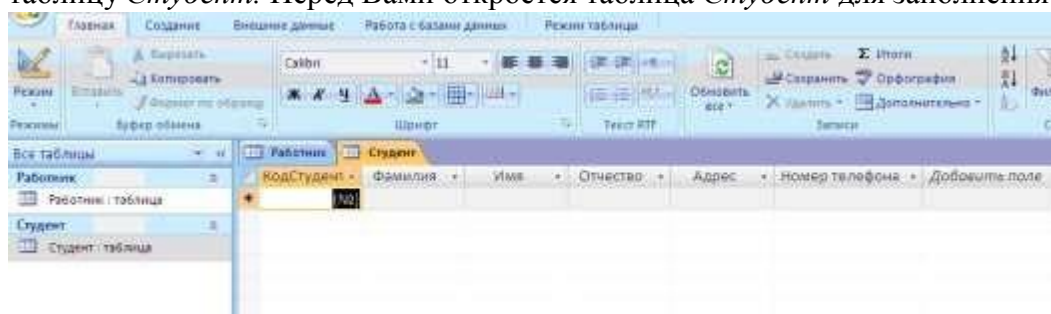 таблицу Студент. Перед Вами откроется таблица Студент для заполнения
Главная Создание Внешние данные Работа с базами данных Режим таблицы
Вырезать Calibri 11 Создать Σ Итоги
Режим Вставить Копировать Обновить все Сохранить Орфография
Формат по образцу Ж К Ч А Удалить Дополнительно
Режимы Буфер обмена Шрифт Текст RTF Записи
Все таблицы Работник Студент
Работник КодСтудент Фамилия Имя Отчество Адрес Номер телефона Добавить поле
Работник : таблица (№)
Студент
Студент : таблица